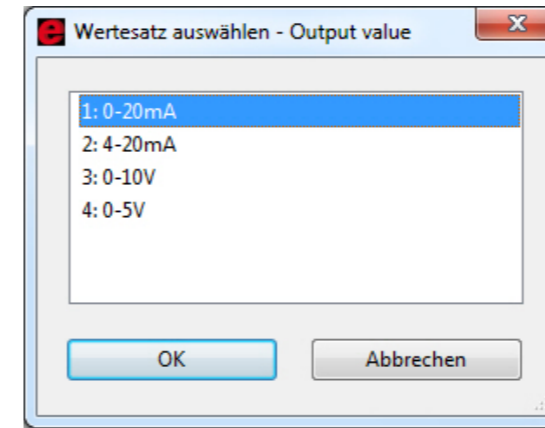 Wertesatz auswählen - Output value
1: 0-20mA
2: 4-20mA
3: 0-10V
4: 0-5V
OK Abbrechen